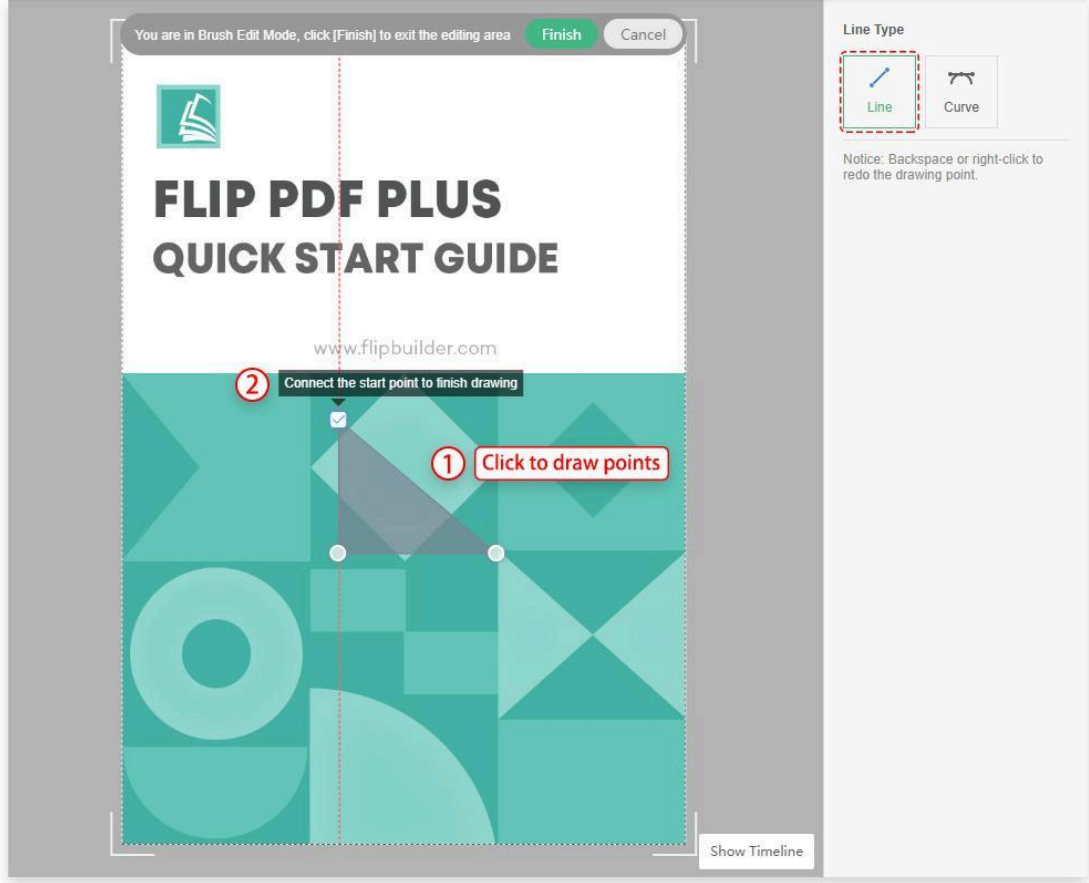 You are in Brush Edit Mode, click [Finish] to exit the editing area
Finish
Cancel
FLIP PDF PLUS
QUICK START GUIDE
www.flipbuilder.com
2
Connect the start point to finish drawing
1
Click to draw points
Show Timeline
Line Type
Line
Curve
Notice: Backspace or right-click to
redo the drawing point.